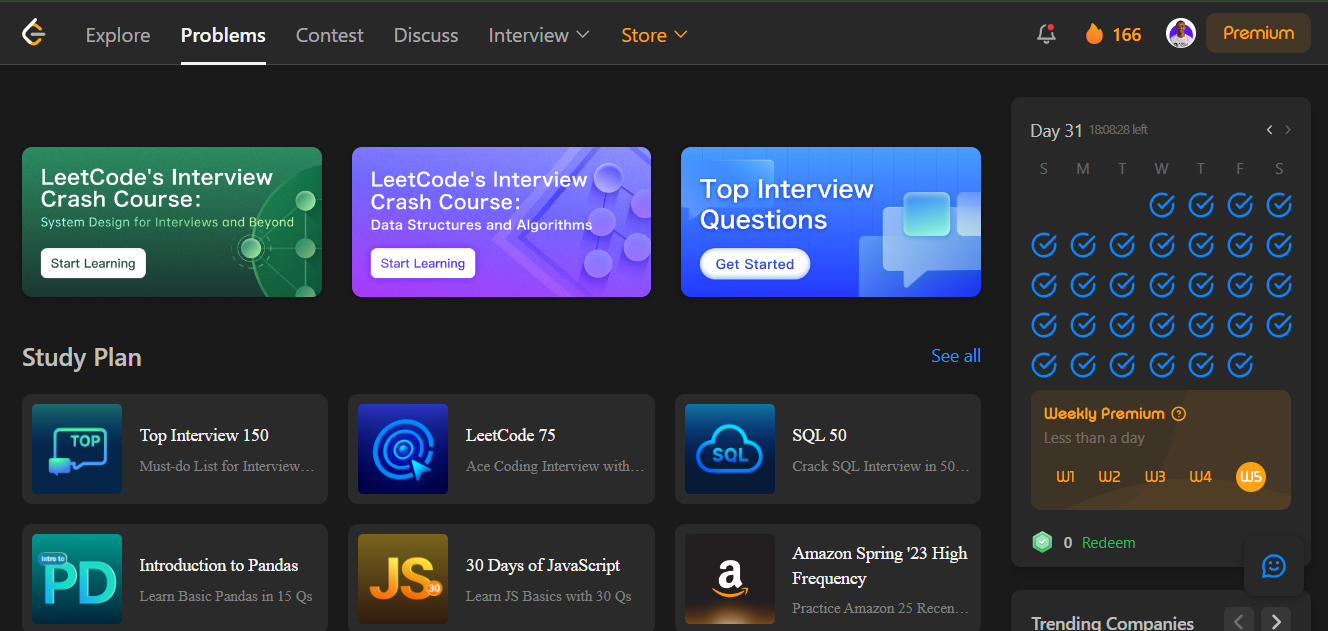 Explore Problems Contest Discuss Interview Store 166 Premium
LeetCode's Interview
Crash Course:
System Design for Interviews and Beyond
Start Learning
LeetCode's Interview
Crash Course:
Data Structures and Algorithms
Start Learning
Top Interview
Questions
Get Started
Study Plan See all
TOP
Top Interview 150
Must-do List for Interview…
LeetCode 75
Ace Coding Interview with…
SQL
SQL 50
Crack SQL Interview in 50…
Intro to
PD
Introduction to Pandas
Learn Basic Pandas in 15 Qs
JS
30
30 Days of JavaScript
Learn JS Basics with 30 Qs
a
Amazon Spring '23 High
Frequency
Practice Amazon 25 Recen…
Day 31 18:08:28 left
S M T W T F S
Weekly Premium ?
Less than a day
W1 W2 W3 W4 W5
0 Redeem
Trending Companies